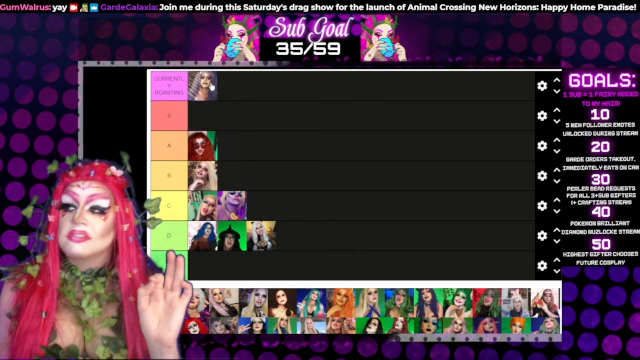 GumWalrus: yay GardeGalaxia: Join me during this Saturday's drag show for the launch of Animal Crossing New Horizons: Happy Home Paradise!
Sub Goal
35/59
GOALS:
1 SUB = 1 FAIRY ADDED
TO MY HAIR!
10
5 NEW FOLLOWER EMOTES
UNLOCKED DURING STREAM
20
GARDE ORDERS TAKEOUT,
IMMEDIATELY EATS ON CAM
30
PERLER BEAD REQUESTS
FOR ALL 3+SUB GIFTERS
(+ CRAFTING STREAM)
40
POKEMON BRILLIANT
DIAMOND NUZLOCKE STREAM
50
HIGHEST GIFTER CHOOSES
FUTURE COSPLAY
CURRENTL
Y
ROASTING
S
A
B
C
D